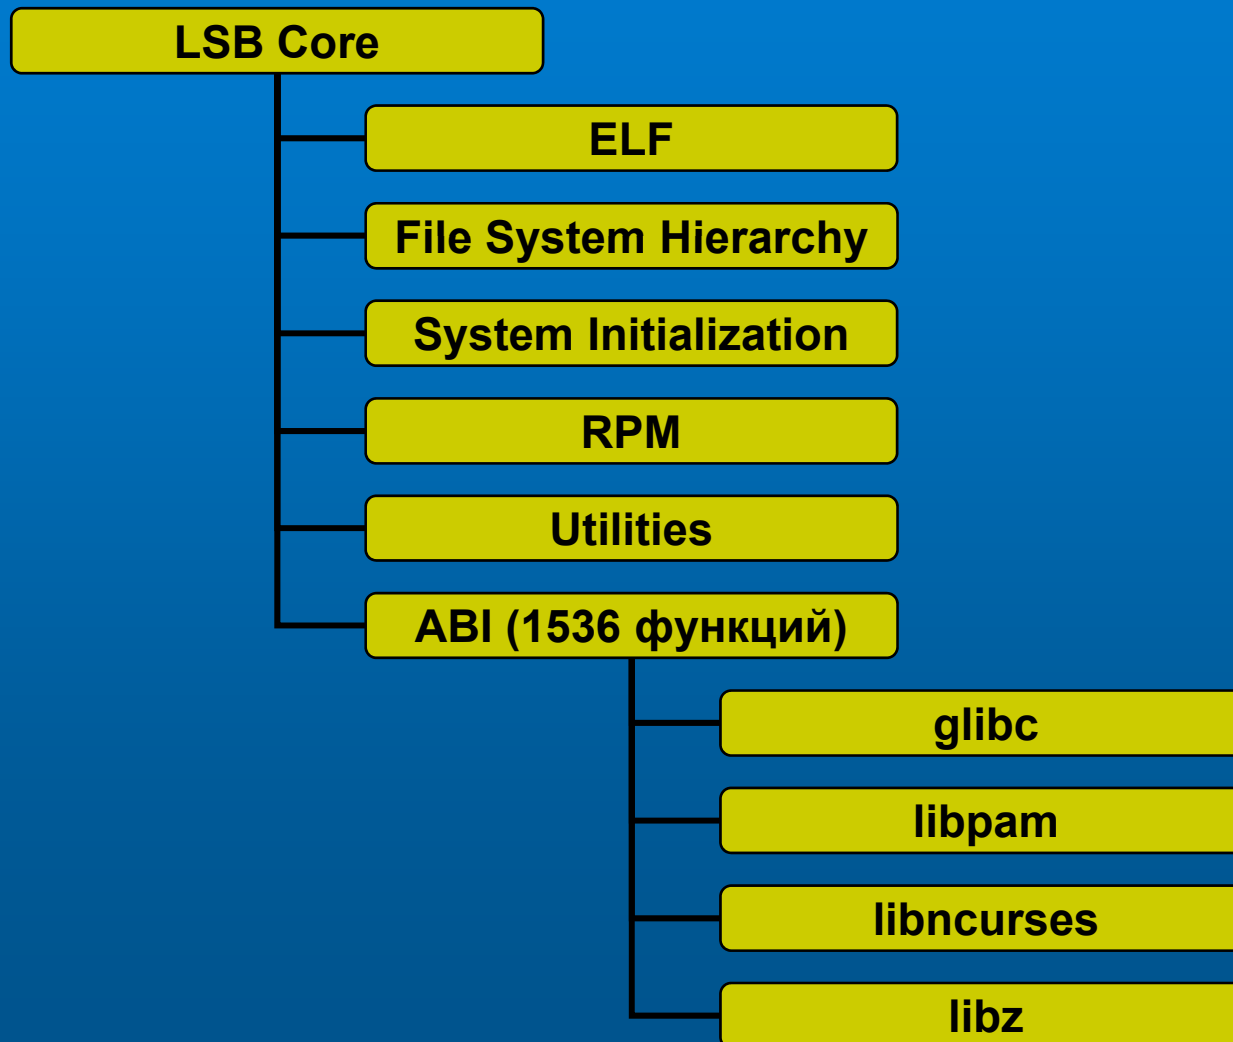 LSB Core
ELF
File System Hierarchy
System Initialization
RPM
Utilities
ABI (1536 функций)
glibc
libpam
libncurses
libz